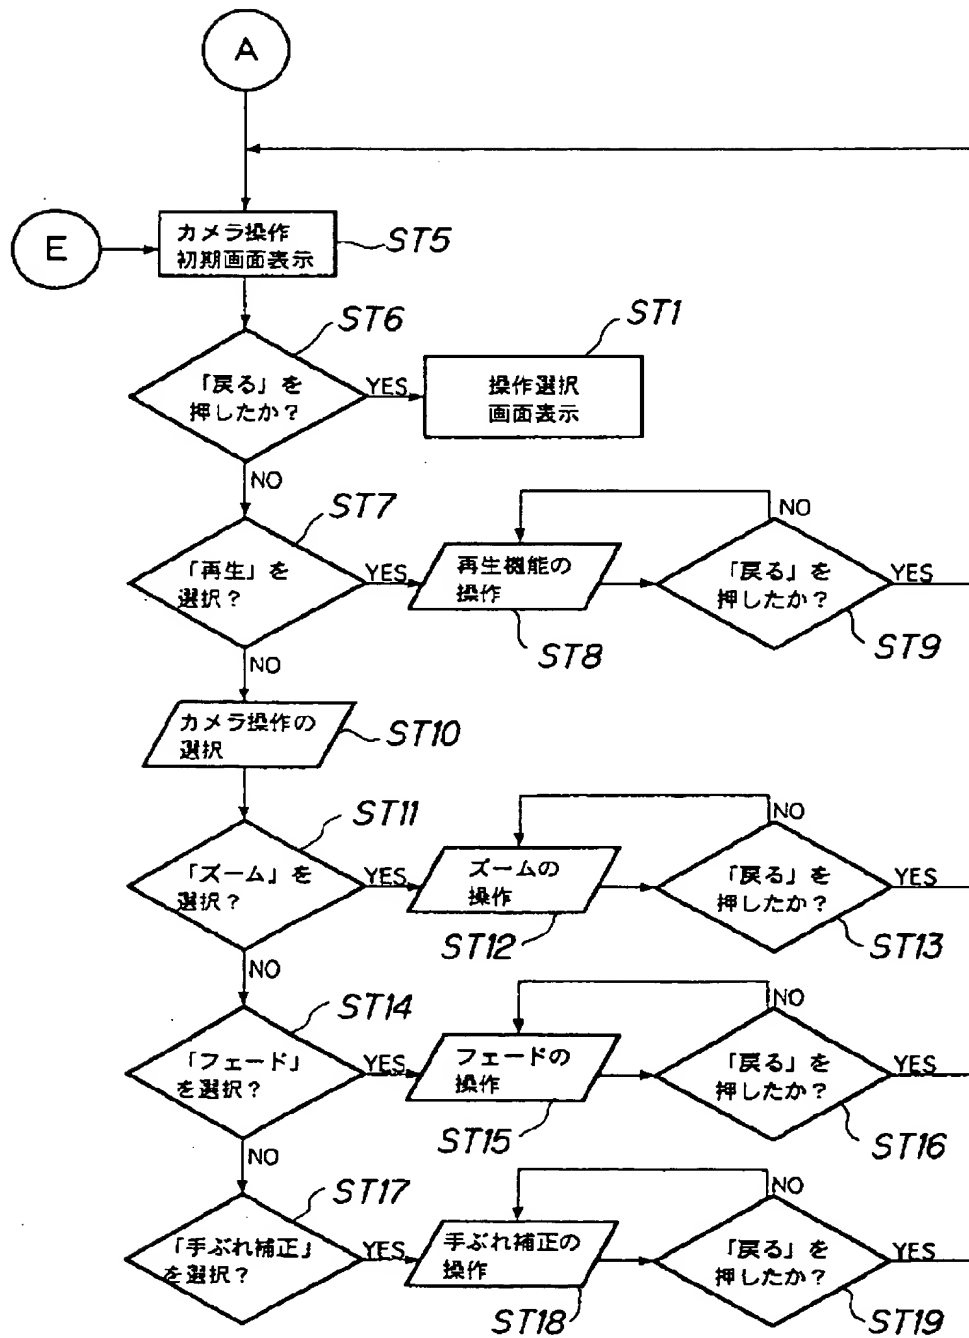 A
E
カメラ操作
初期画面表示
ST5
ST6
ST1
「戻る」を
押したか?
YES
操作選択
画面表示
NO
ST7
NO
「再生」を
選択?
YES
再生機能の
操作
「戻る」を
押したか?
YES
ST8
ST9
NO
カメラ操作の
選択
ST10
ST11
NO
「ズーム」を
選択?
YES
ズームの
操作
「戻る」を
押したか?
YES
ST12
ST13
NO
ST14
NO
「フェード」
を選択?
YES
フェードの
操作
「戻る」を
押したか?
YES
ST15
ST16
NO
ST17
NO
「手ぶれ補正」
を選択?
YES
手ぶれ補正の
操作
「戻る」を
押したか?
YES
ST18
ST19